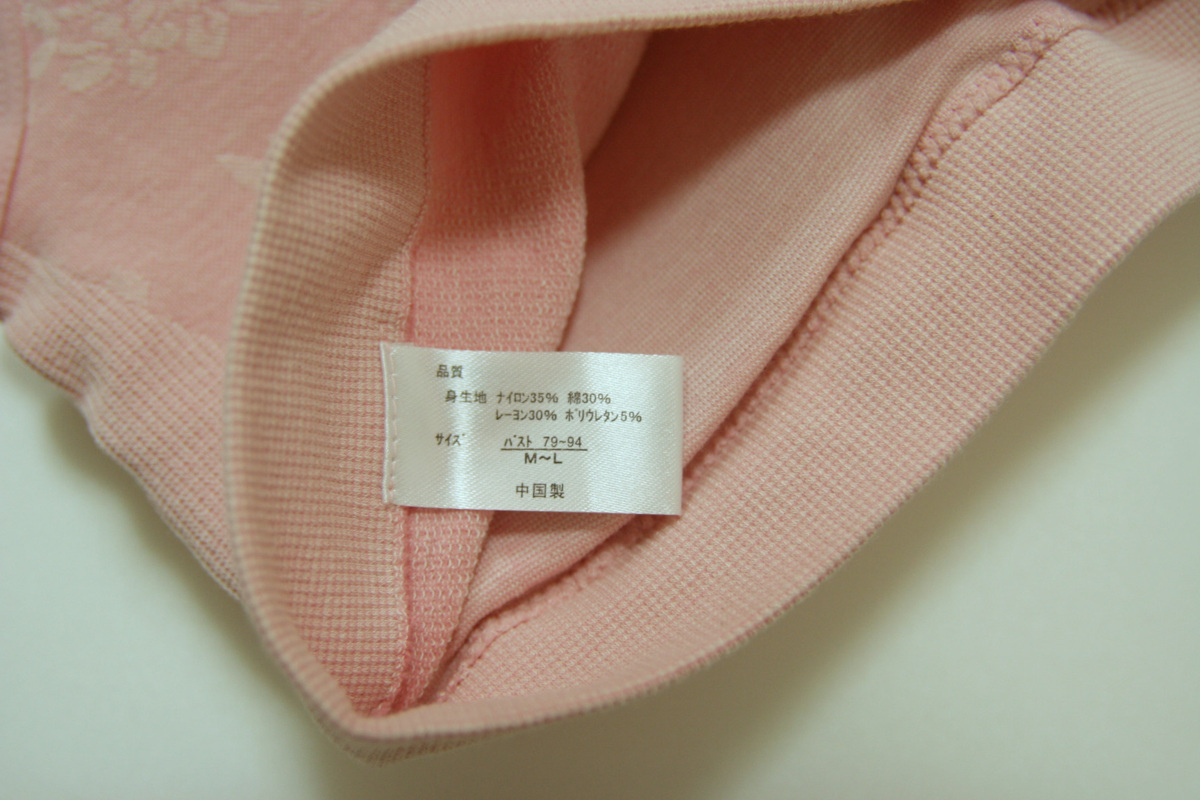 品質
身生地 ナイロン35% 綿30%
レーヨン30% ポリウレタン5%
サイズ バスト 79~94
M~L
中国製